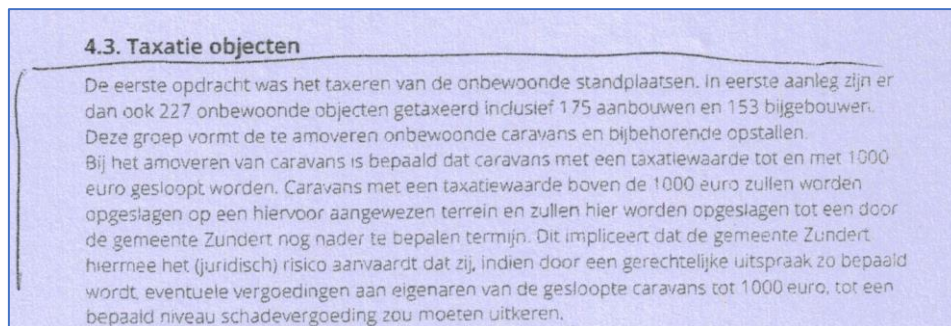 4.3. Taxatie objecten
De eerste opdracht was het taxeren van de onbewoonde standplaatsen. In eerste aanleg zijn er
dan ook 227 onbewoonde objecten getaxeerd inclusief 175 aanbouwen en 153 bijgebouwen.
Deze groep vormt de te amoveren onbewoonde caravans en bijbehorende opstallen.
Bij het amoveren van caravans is bepaald dat caravans met een taxatiewaarde tot en met 1000
euro gesloopt worden. Caravans met een taxatiewaarde boven de 1000 euro zullen worden
opgeslagen op een hiervoor aangewezen terrein en zullen hier worden opgeslagen tot een door
de gemeente Zundert nog nader te bepalen termijn. Dit impliceert dat de gemeente Zundert
hiermee het (juridisch) risico aanvaardt dat zij, indien door een gerechtelijke uitspraak zo bepaald
wordt, eventuele vergoedingen aan eigenaren van de gesloopte caravans tot 1000 euro, tot een
bepaald niveau schadevergoeding zou moeten uitkeren.